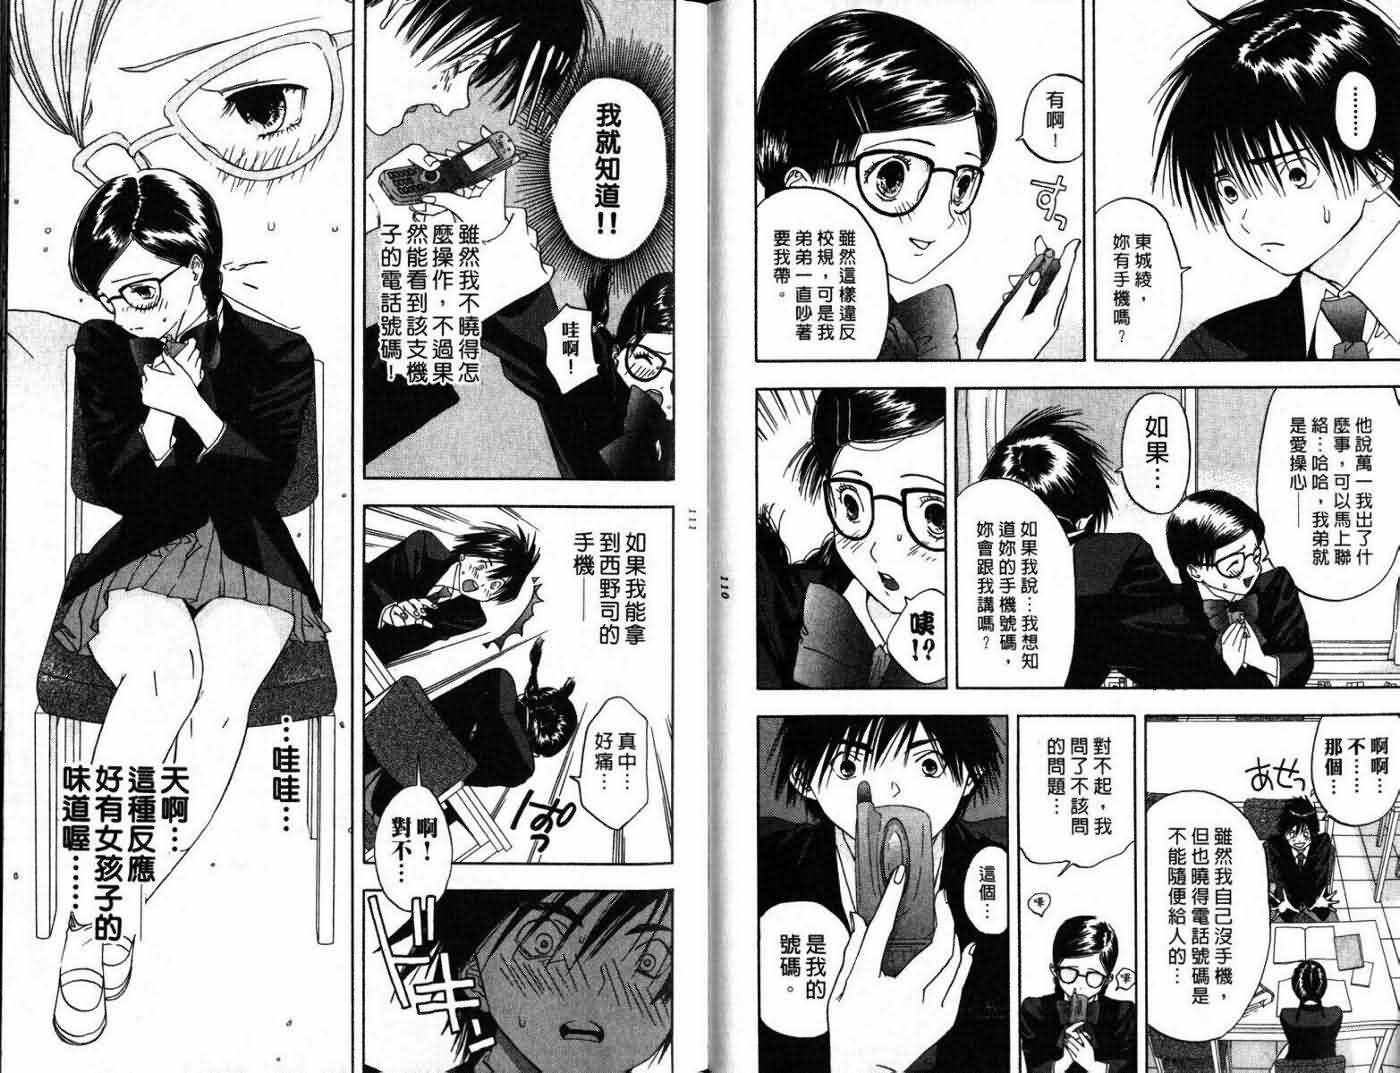 ………
東城綾，
妳有手機嗎？
有啊！
すっ
雖然這樣違反
校規，可是我
弟弟一直吵著
要我帶。
他說萬一我出了什
麼事，可以馬上聯
絡…哈哈，我弟就
是愛操心──
如果…
如果我說…我想知
道妳的手機號碼，
妳會跟我講嗎？
咦!?
啊啊…
不……
那個…
あせっ
雖然我自己沒手機，
但也曉得電話號碼是
不能隨便給人的…
對不起，我
問了不該問
的問題…
嗶
嗶
這個…
是我的
號碼。
110
111
我就知道!!
哇啊！
雖然我不曉得怎
麼操作，不過果
然能看到該支機
子的電話號碼！
如果我能拿
到西野司的
手機──
真中…
好痛…
啊！
對不…
…哇哇…
天啊…
這種反應
好有女孩子的
味道喔……